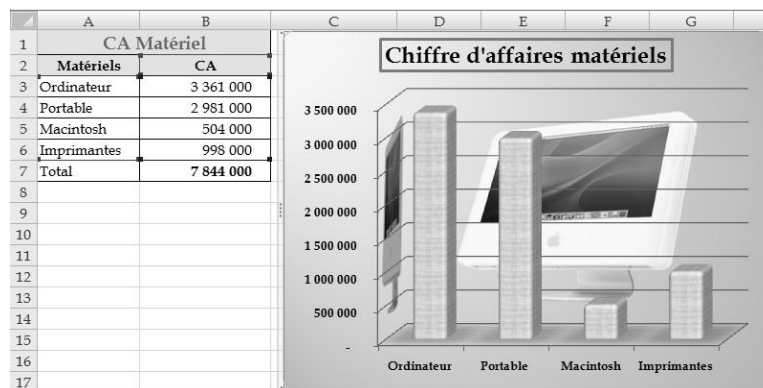 A B C D E F G
1 CA Matériel
2 Matériels CA
3 Ordinateur 3 361 000
4 Portable 2 981 000
5 Macintosh 504 000
6 Imprimantes 998 000
7 Total 7 844 000
8
9
10
11
12
13
14
15
16
17
Chiffre d'affaires matériels
3 500 000
3 000 000
2 500 000
2 000 000
1 500 000
1 000 000
500 000
-
Ordinateur Portable Macintosh Imprimantes